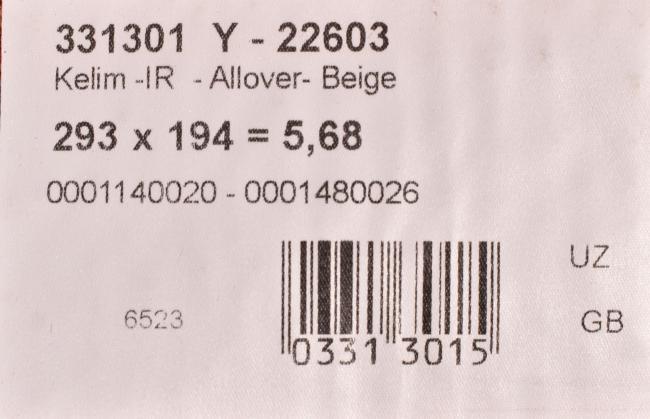 331301 Y - 22603
Kelim -IR - Allover- Beige
293 x 194 = 5,68
0001140020 - 0001480026
UZ
6523
GB
0331 3015